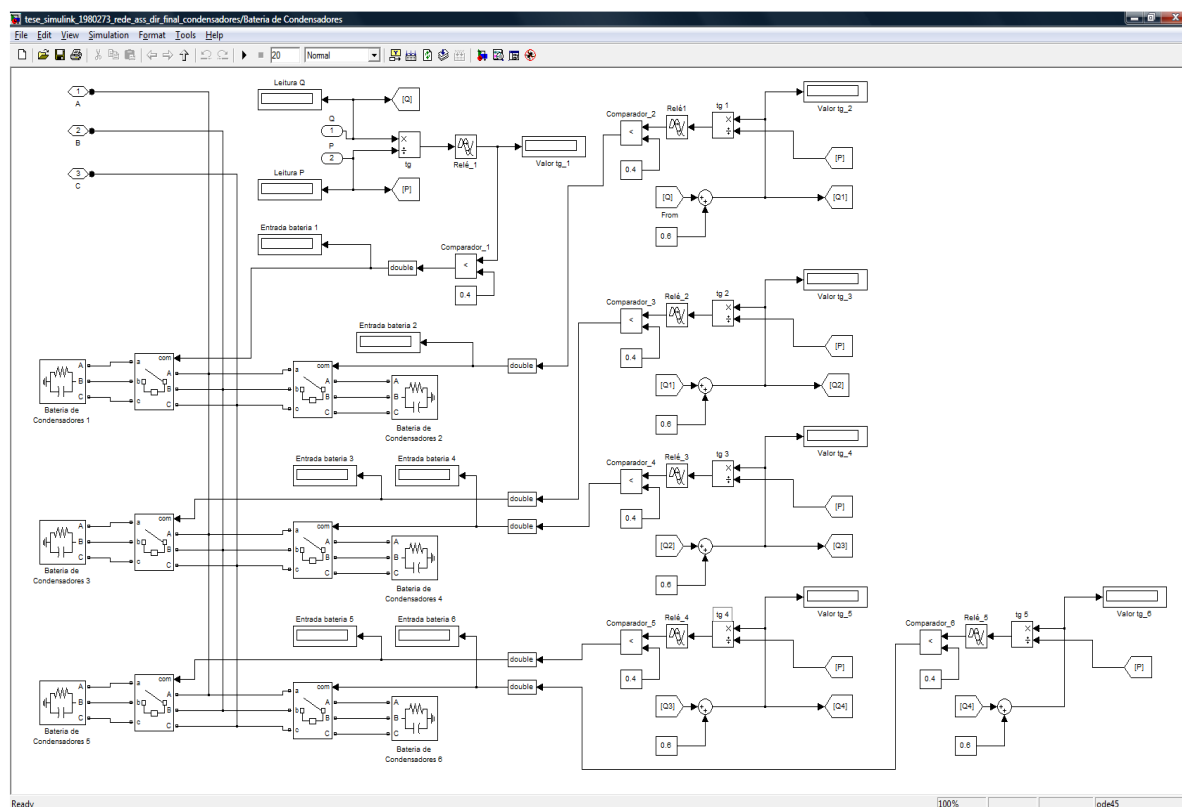 tese_simulink_1980273_rede_ass_dir_final_condensadores/Bateria de Condensadores
File Edit View Simulation Format Tools Help
20 Normal
1
A
2
B
3
C
Leitura Q
[Q]
Q
1
P
2
×
÷
tg
Relé_1
Valor tg_1
Leitura P
[P]
Entrada bateria 1
double
Comparador_1
<
0.4
Comparador_2
<
0.4
Relé1
tg 1
×
÷
Valor tg_2
[P]
[Q]
From
+
+
[Q1]
0.6
Comparador_3
<
0.4
Relé_2
tg 2
×
÷
Valor tg_3
[P]
[Q1]
+
+
[Q2]
0.6
Entrada bateria 2
double
A
B
C
Bateria de
Condensadores 1
a
b
c
com
A
B
C
a
b
c
com
A
B
C
A
B
C
Bateria de
Condensadores 2
Comparador_4
<
0.4
Relé_3
tg 3
×
÷
Valor tg_4
[P]
[Q2]
+
+
[Q3]
0.6
Entrada bateria 3
Entrada bateria 4
double
double
A
B
C
Bateria de
Condensadores 3
a
b
c
com
A
B
C
a
b
c
com
A
B
C
A
B
C
Bateria de
Condensadores 4
Comparador_5
<
0.4
Relé_4
tg 4
×
÷
Valor tg_5
[P]
[Q3]
+
+
[Q4]
0.6
Comparador_6
<
0.4
Relé_5
tg 5
×
÷
Valor tg_6
[P]
[Q4]
+
+
0.6
Entrada bateria 5
Entrada bateria 6
double
double
A
B
C
Bateria de
Condensadores 5
a
b
c
com
A
B
C
a
b
c
com
A
B
C
A
B
C
Bateria de
Condensadores 6
Ready
100%
ode45